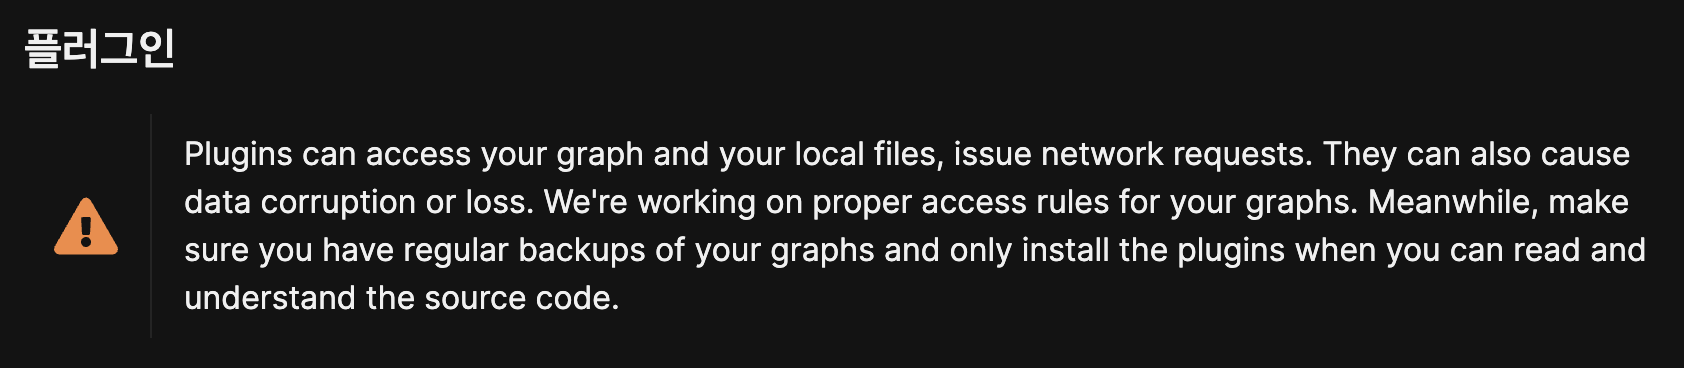 플러그인
Plugins can access your graph and your local files, issue network requests. They can also cause
data corruption or loss. We're working on proper access rules for your graphs. Meanwhile, make
sure you have regular backups of your graphs and only install the plugins when you can read and
understand the source code.